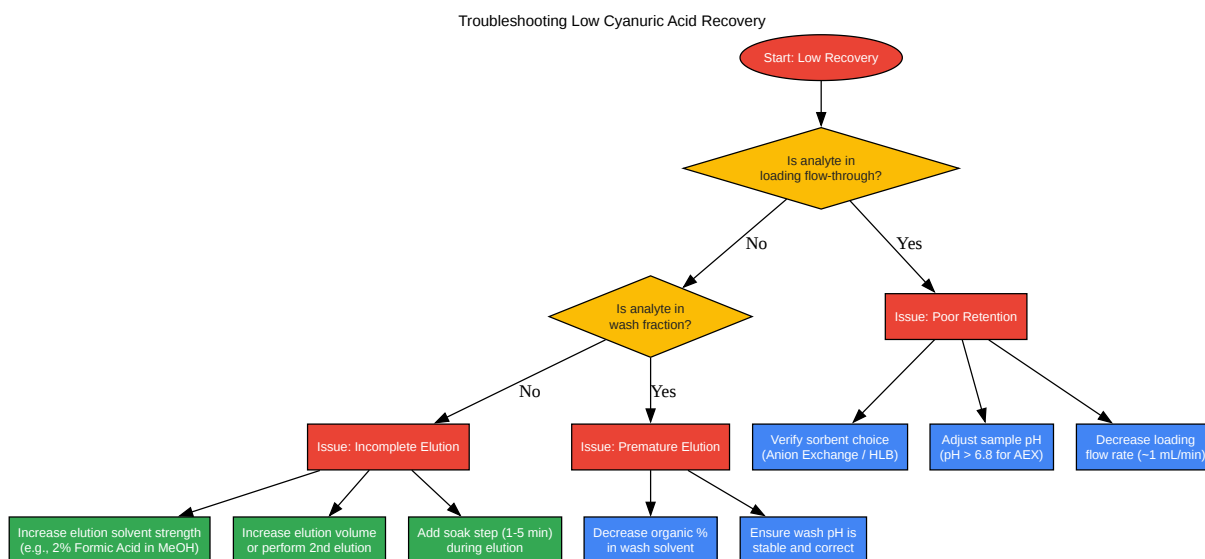 Troubleshooting Low Cyanuric Acid Recovery
Start: Low Recovery
Is analyte in
loading flow-through?
No
Yes
Is analyte in
wash fraction?
Issue: Poor Retention
No
Yes
Issue: Incomplete Elution
Issue: Premature Elution
Verify sorbent choice
(Anion Exchange / HLB)
Adjust sample pH
(pH > 6.8 for AEX)
Decrease loading
flow rate (~1 mL/min)
Increase elution solvent strength
(e.g., 2% Formic Acid in MeOH)
Increase elution volume
or perform 2nd elution
Add soak step (1-5 min)
during elution
Decrease organic %
in wash solvent
Ensure wash pH is
stable and correct